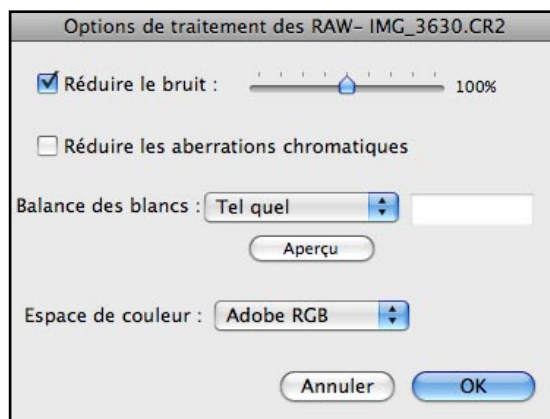 Options de traitement des RAW- IMG_3630.CR2
Réduire le bruit : 100%
Réduire les aberrations chromatiques
Balance des blancs : Tel quel
Aperçu
Espace de couleur : Adobe RGB
Annuler OK